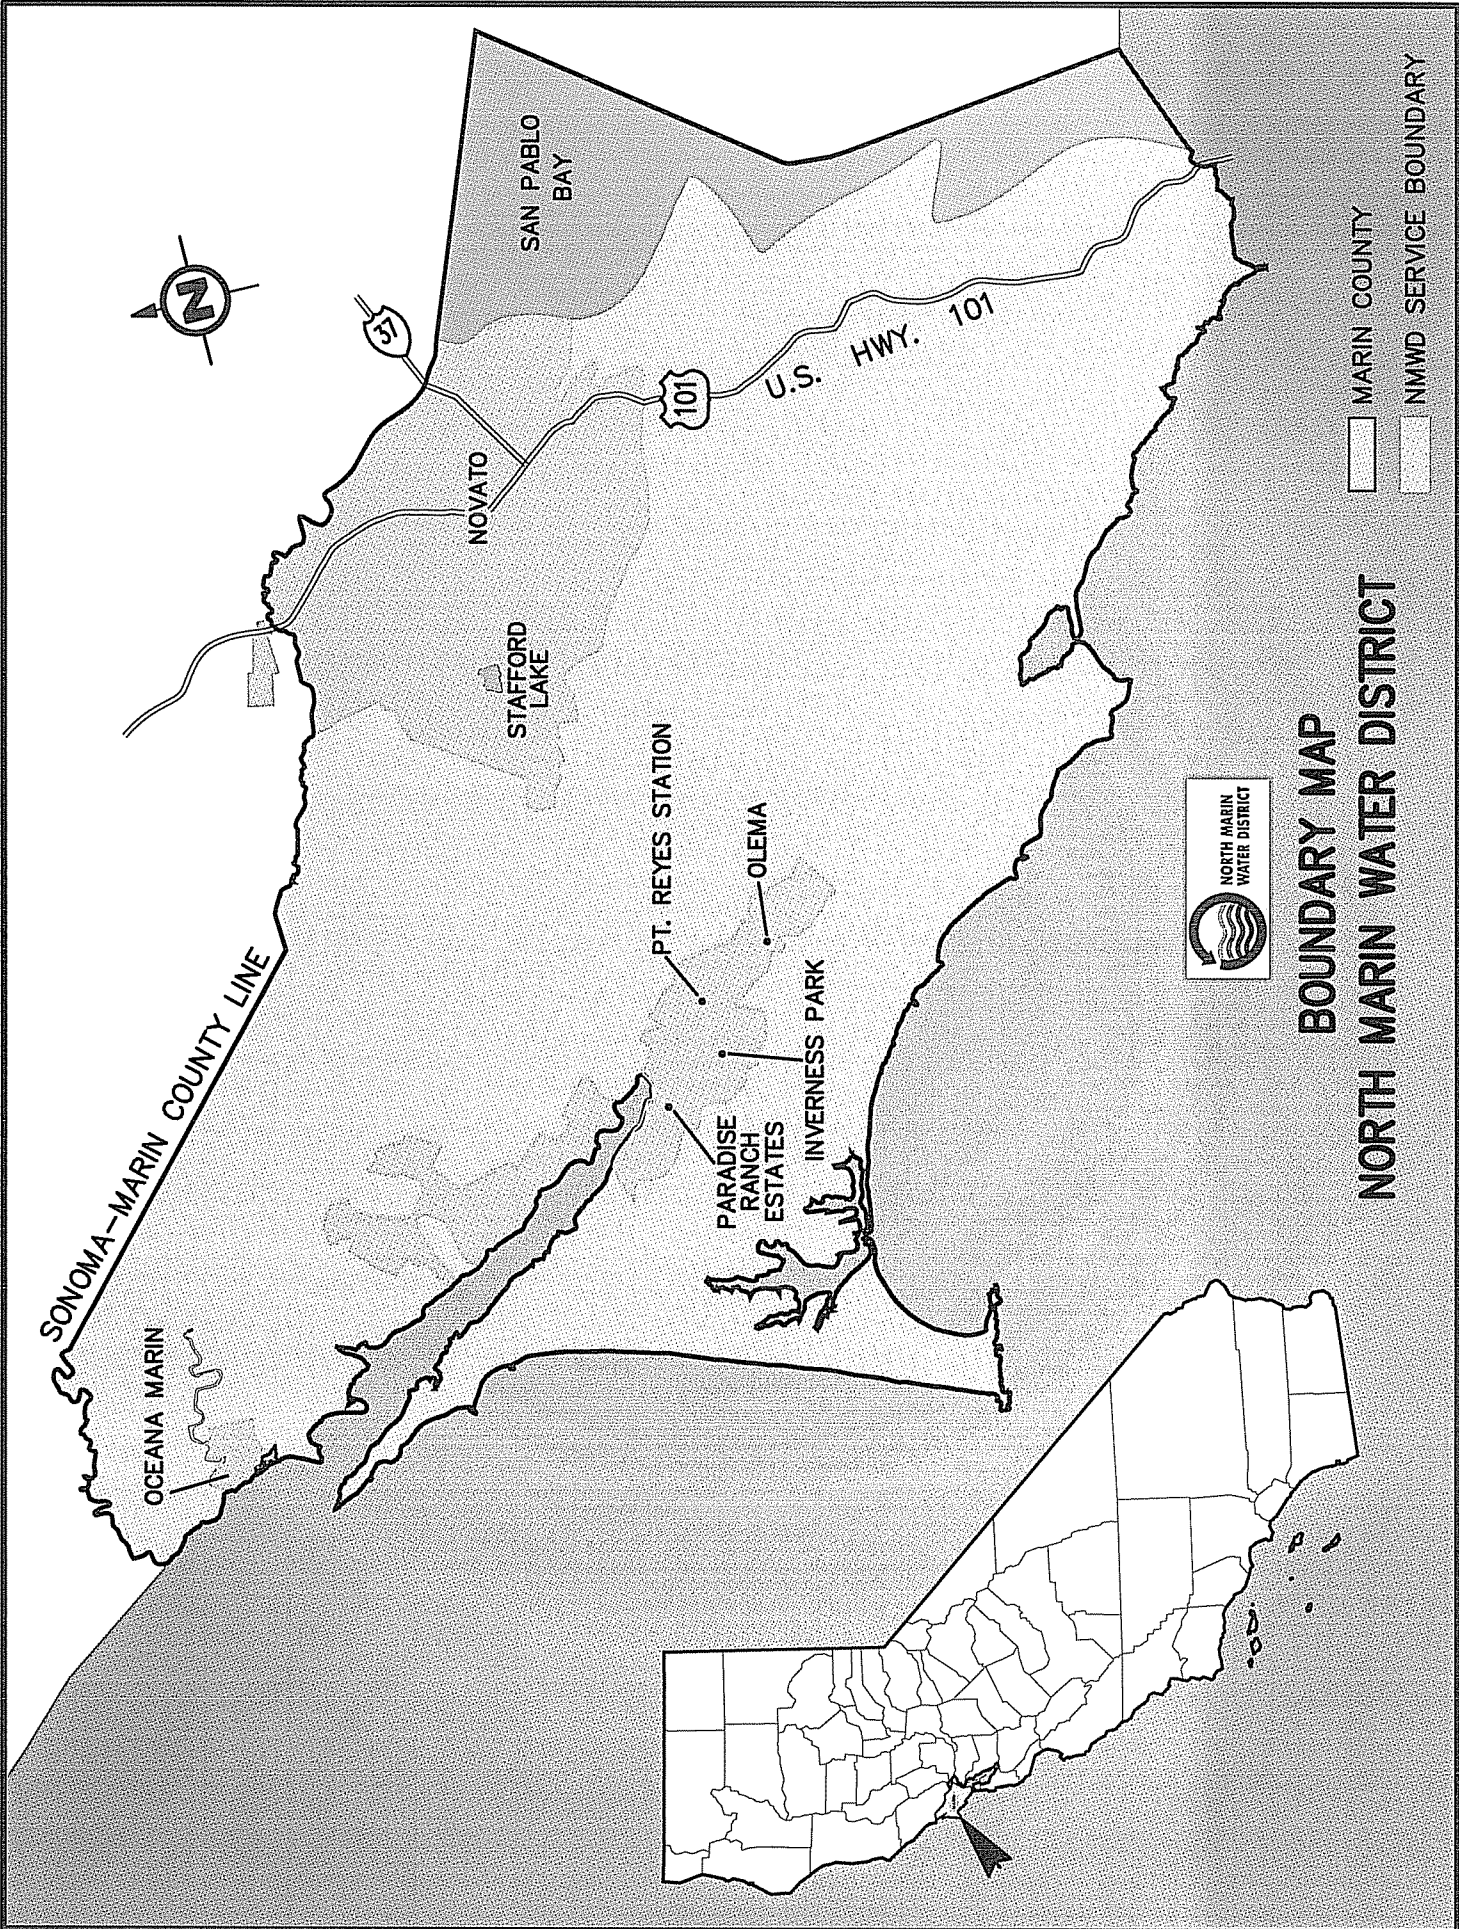 SONOMA-MARIN COUNTY LINE
OCEANA MARIN
N
37
SAN PABLO
BAY
NOVATO
STAFFORD
LAKE
101
U.S. HWY. 101
PT. REYES STATION
OLEMA
PARADISE
RANCH
ESTATES
INVERNESS PARK
NORTH MARIN
WATER DISTRICT
BOUNDARY MAP
NORTH MARIN WATER DISTRICT
MARIN COUNTY
NMWD SERVICE BOUNDARY